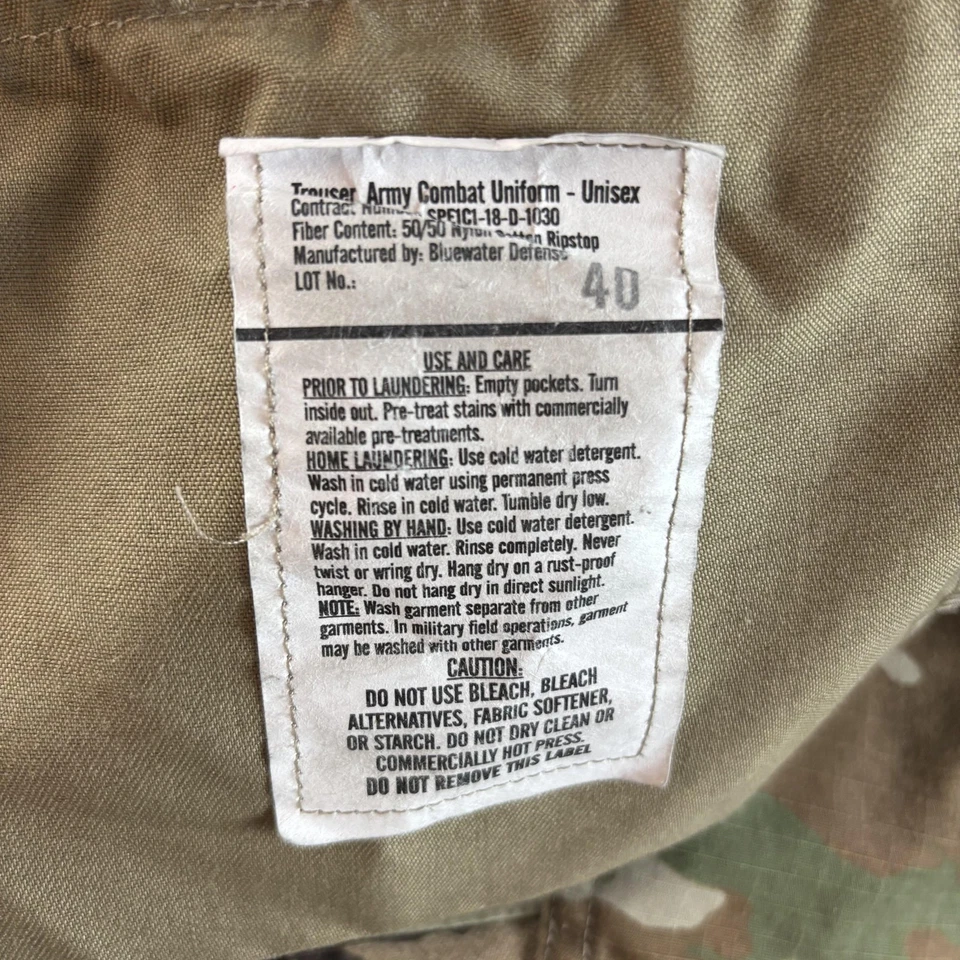 Trouser Army Combat Uniform - Unisex
Contract Number: SPE1C1-18-D-1030
Fiber Content: 50/50 Nylon Cotton Ripstop
Manufactured by: Bluewater Defense
LOT No.: 40
USE AND CARE
PRIOR TO LAUNDERING: Empty pockets. Turn
inside out. Pre-treat stains with commercially
available pre-treatments.
HOME LAUNDERING: Use cold water detergent.
Wash in cold water using permanent press
cycle. Rinse in cold water. Tumble dry low.
WASHING BY HAND: Use cold water detergent.
Wash in cold water. Rinse completely. Never
twist or wring dry. Hang dry on a rust-proof
hanger. Do not hang dry in direct sunlight.
NOTE: Wash garment separate from other
garments. In military field operations, garment
may be washed with other garments.
CAUTION:
DO NOT USE BLEACH, BLEACH
ALTERNATIVES, FABRIC SOFTENER,
OR STARCH. DO NOT DRY CLEAN OR
COMMERCIALLY HOT PRESS.
DO NOT REMOVE THIS LABEL